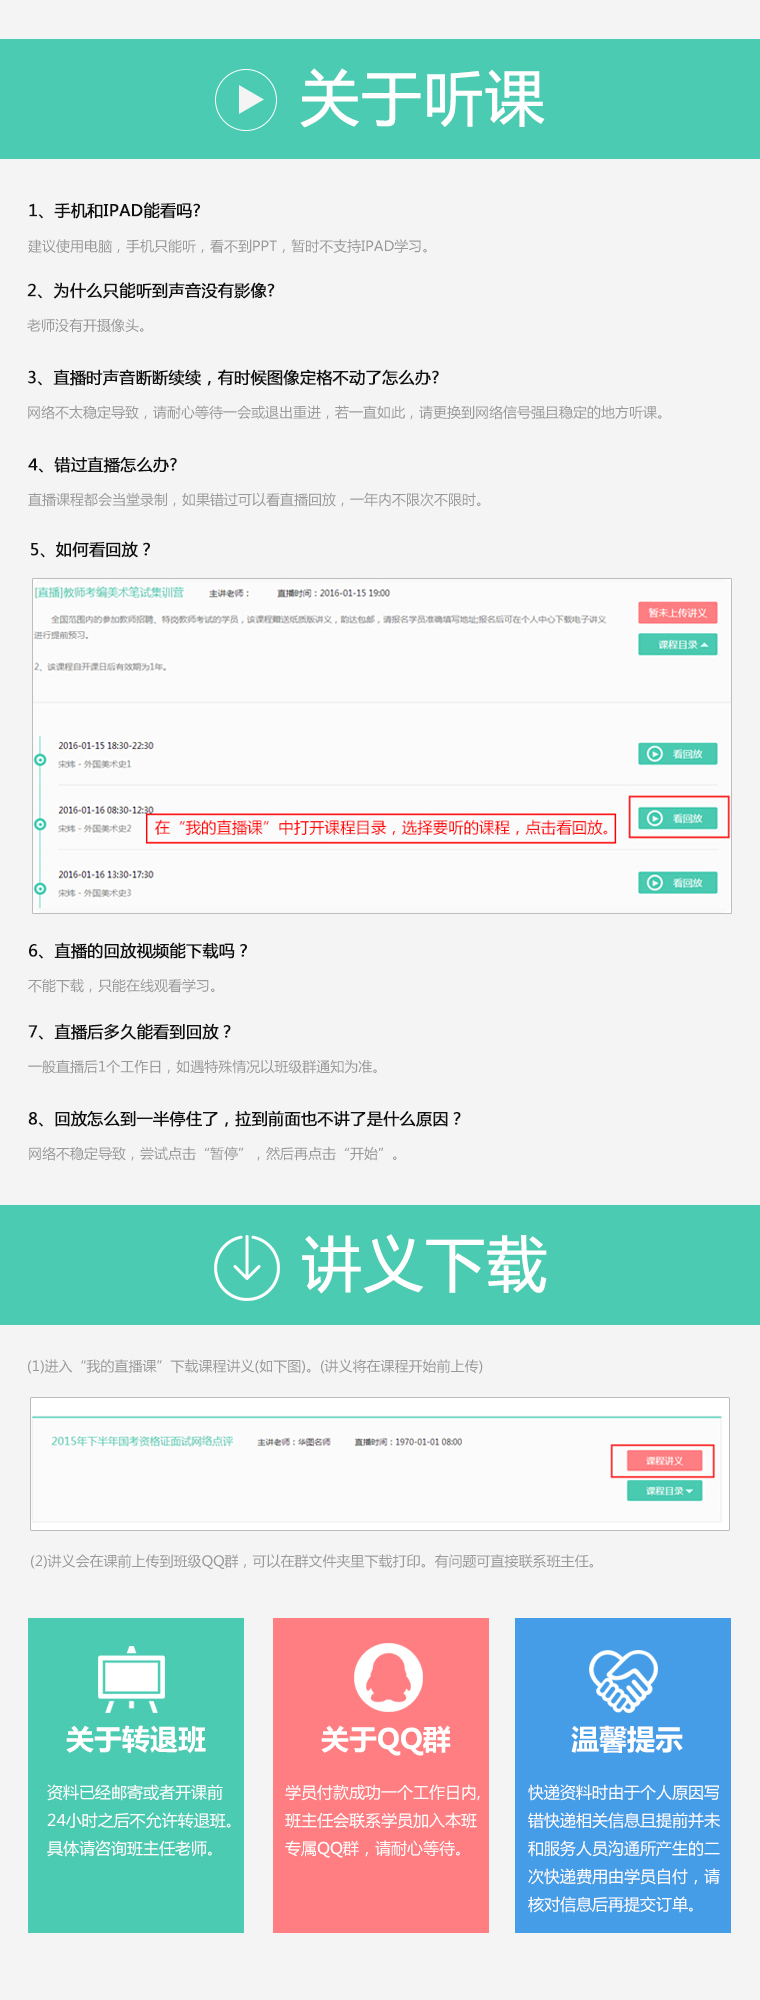 关于听课
1、手机和IPAD能看吗?
建议使用电脑，手机只能听，看不到PPT，暂时不支持IPAD学习。
2、为什么只能听到声音没有影像?
老师没有开摄像头。
3、直播时声音断断续续，有时候图像定格不动了怎么办?
网络不太稳定导致，请耐心等待一会或退出重进，若一直如此，请更换到网络信号强且稳定的地方听课。
4、错过直播怎么办?
直播课程都会当堂录制，如果错过可以看直播回放，一年内不限次不限时。
5、如何看回放？
[直播]教师考编美术笔试集训营 主讲老师： 直播时间：2016-01-15 19:00
暂未上传讲义
全国范围内的参加教师招聘、特岗教师考试的学员，该课程赠送纸质版讲义，韵达包邮，请报名学员准确填写地址;报名后可在个人中心下载电子讲义
进行提前预习。
课程目录
2、该课程自开课日后有效期为1年。
2016-01-15 18:30-22:30
宋炜 - 外国美术史1
看回放
2016-01-16 08:30-12:30
宋炜 - 外国美术史2
看回放
在“我的直播课”中打开课程目录，选择要听的课程，点击看回放。
2016-01-16 13:30-17:30
宋炜 - 外国美术史3
看回放
6、直播的回放视频能下载吗？
不能下载，只能在线观看学习。
7、直播后多久能看到回放？
一般直播后1个工作日，如遇特殊情况以班级群通知为准。
8、回放怎么到一半停住了，拉到前面也不讲了是什么原因？
网络不稳定导致，尝试点击“暂停”，然后再点击“开始”。
讲义下载
(1)进入“我的直播课”下载课程讲义(如下图)。(讲义将在课程开始前上传)
2015年下半年国考资格证面试网络点评 主讲老师：华图名师 直播时间：1970-01-01 08:00
课程讲义
课程目录
(2)讲义会在课前上传到班级QQ群，可以在群文件夹里下载打印。有问题可直接联系班主任。
关于转退班
资料已经邮寄或者开课前
24小时之后不允许转退班。
具体请咨询班主任老师。
关于QQ群
学员付款成功一个工作日内,
班主任会联系学员加入本班
专属QQ群，请耐心等待。
温馨提示
快递资料时由于个人原因写
错快递相关信息且提前并未
和服务人员沟通所产生的二
次快递费用由学员自付，请
核对信息后再提交订单。